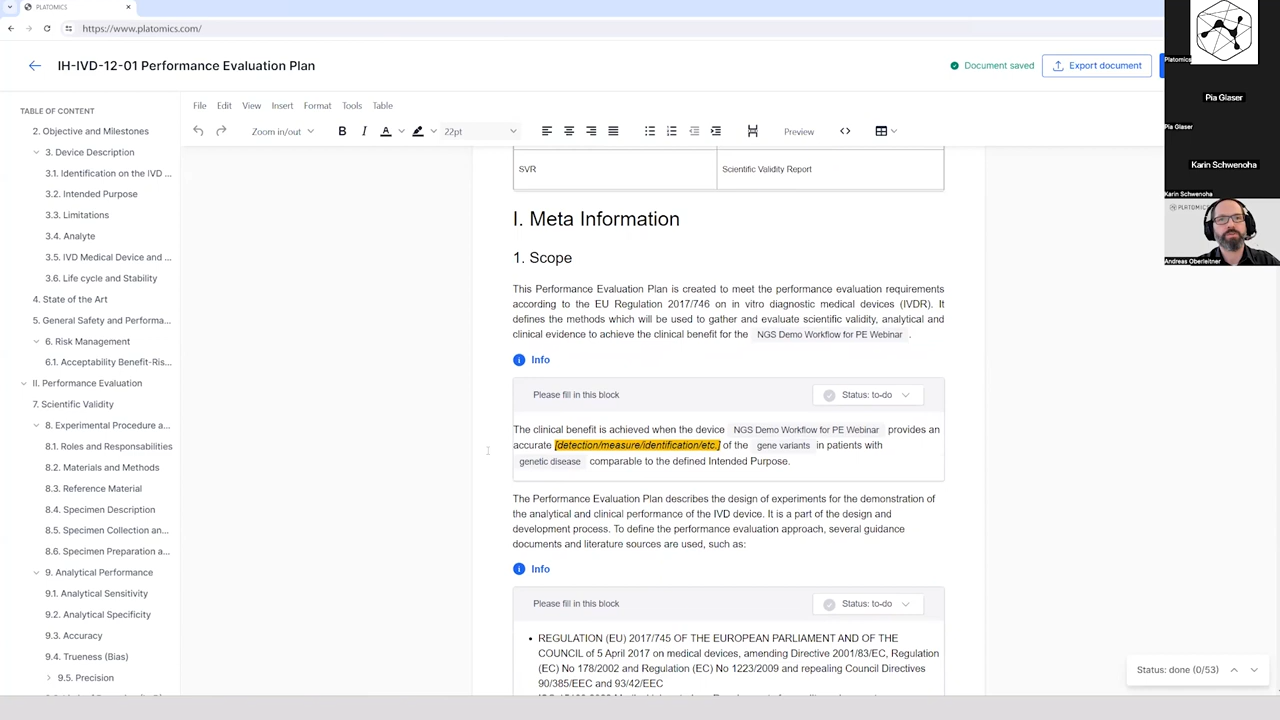 PLATOMICS
https://www.platomics.com/
IH-IVD-12-01 Performance Evaluation Plan
Document saved
Export document
TABLE OF CONTENT
2. Objective and Milestones
3. Device Description
3.1. Identification on the IVD ...
3.2. Intended Purpose
3.3. Limitations
3.4. Analyte
3.5. IVD Medical Device and ...
3.6. Life cycle and Stability
4. State of the Art
5. General Safety and Performa...
6. Risk Management
6.1. Acceptability Benefit-Ris...
II. Performance Evaluation
7. Scientific Validity
8. Experimental Procedure a...
8.1. Roles and Responsabilities
8.2. Materials and Methods
8.3. Reference Material
8.4. Specimen Description
8.5. Specimen Collection an...
8.6. Specimen Preparation a...
9. Analytical Performance
9.1. Analytical Sensitivity
9.2. Analytical Specificity
9.3. Accuracy
9.4. Trueness (Bias)
9.5. Precision
File Edit View Insert Format Tools Table
Zoom in/out B I A 22pt Preview
SVR Scientific Validity Report
I. Meta Information
1. Scope
This Performance Evaluation Plan is created to meet the performance evaluation requirements
according to the EU Regulation 2017/746 on in vitro diagnostic medical devices (IVDR). It
defines the methods which will be used to gather and evaluate scientific validity, analytical and
clinical evidence to achieve the clinical benefit for the NGS Demo Workflow for PE Webinar .
Info
Please fill in this block
Status: to-do
The clinical benefit is achieved when the device NGS Demo Workflow for PE Webinar provides an
accurate [detection/measure/identification/etc.] of the gene variants in patients with
genetic disease comparable to the defined Intended Purpose.
The Performance Evaluation Plan describes the design of experiments for the demonstration of
the analytical and clinical performance of the IVD device. It is a part of the design and
development process. To define the performance evaluation approach, several guidance
documents and literature sources are used, such as:
Info
Please fill in this block
Status: to-do
• REGULATION (EU) 2017/745 OF THE EUROPEAN PARLIAMENT AND OF THE
COUNCIL of 5 April 2017 on medical devices, amending Directive 2001/83/EC, Regulation
(EC) No 178/2002 and Regulation (EC) No 1223/2009 and repealing Council Directives
90/385/EEC and 93/42/EEC
Status: done (0/53)
Platomics
Pia Glaser
Pia Glaser
Karin Schwenoha
Karin Schwenoha
PLATOMICS
Andreas Oberleitner